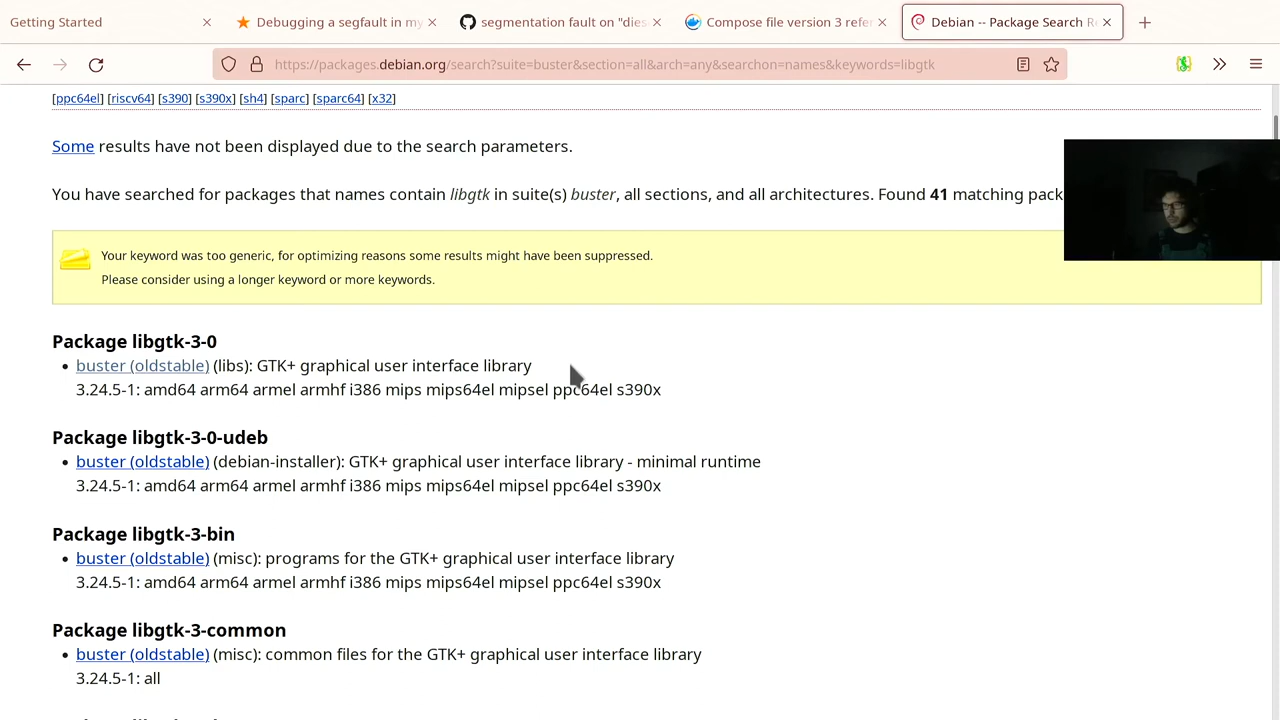 Getting Started
Debugging a segfault in my
segmentation fault on "dies
Compose file version 3 refer
Debian -- Package Search Re
https://packages.debian.org/search?suite=buster&section=all&arch=any&searchon=names&keywords=libgtk
[ppc64el] [riscv64] [s390] [s390x] [sh4] [sparc] [sparc64] [x32]
Some results have not been displayed due to the search parameters.
You have searched for packages that names contain libgtk in suite(s) buster, all sections, and all architectures. Found 41 matching pack
Your keyword was too generic, for optimizing reasons some results might have been suppressed.
Please consider using a longer keyword or more keywords.
Package libgtk-3-0
• buster (oldstable) (libs): GTK+ graphical user interface library
3.24.5-1: amd64 arm64 armel armhf i386 mips mips64el mipsel ppc64el s390x
Package libgtk-3-0-udeb
• buster (oldstable) (debian-installer): GTK+ graphical user interface library - minimal runtime
3.24.5-1: amd64 arm64 armel armhf i386 mips mips64el mipsel ppc64el s390x
Package libgtk-3-bin
• buster (oldstable) (misc): programs for the GTK+ graphical user interface library
3.24.5-1: amd64 arm64 armel armhf i386 mips mips64el mipsel ppc64el s390x
Package libgtk-3-common
• buster (oldstable) (misc): common files for the GTK+ graphical user interface library
3.24.5-1: all